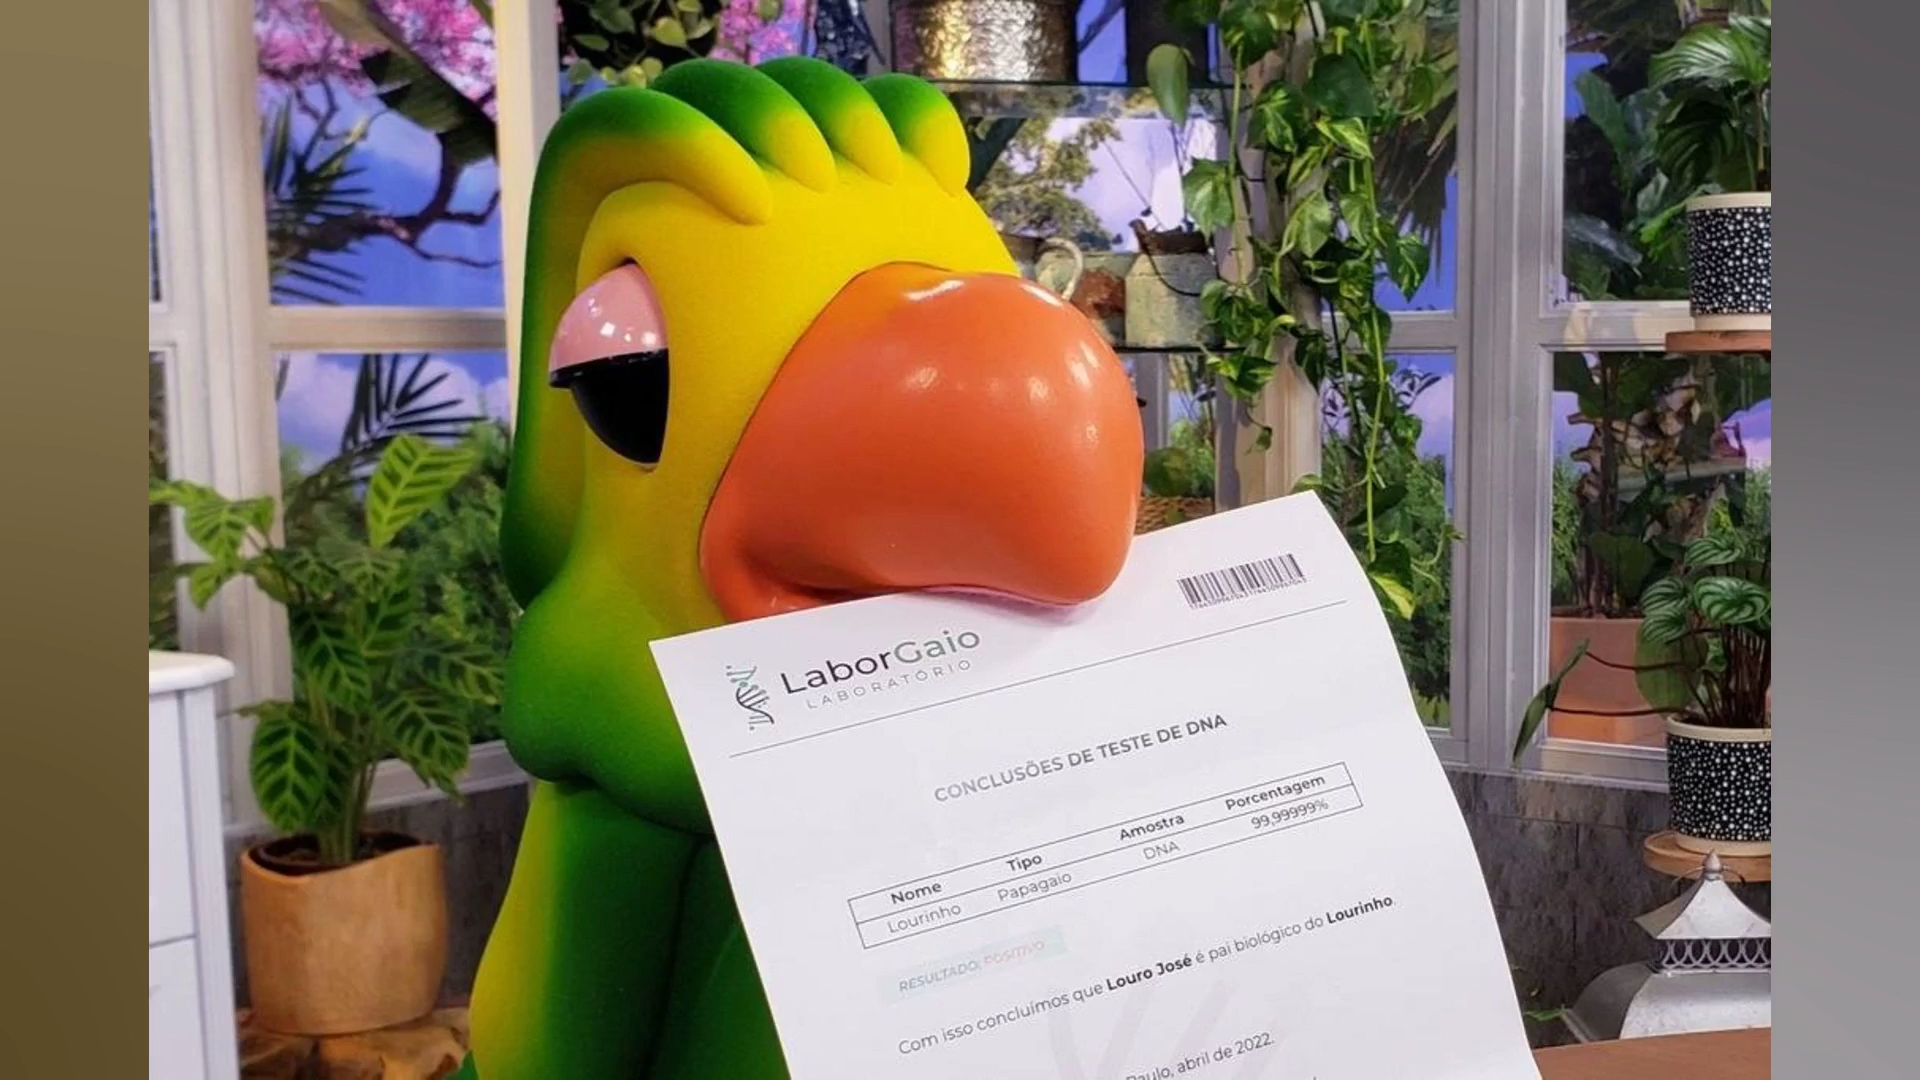 LaborGaio
LABORATÓRIO
CONCLUSÕES DE TESTE DE DNA
Nome Tipo Amostra Porcentagem
Lourinho Papagaio DNA 99,99999%
RESULTADO: POSITIVO
Com isso concluímos que Louro José é pai biológico do Lourinho.
Paulo, abril de 2022.